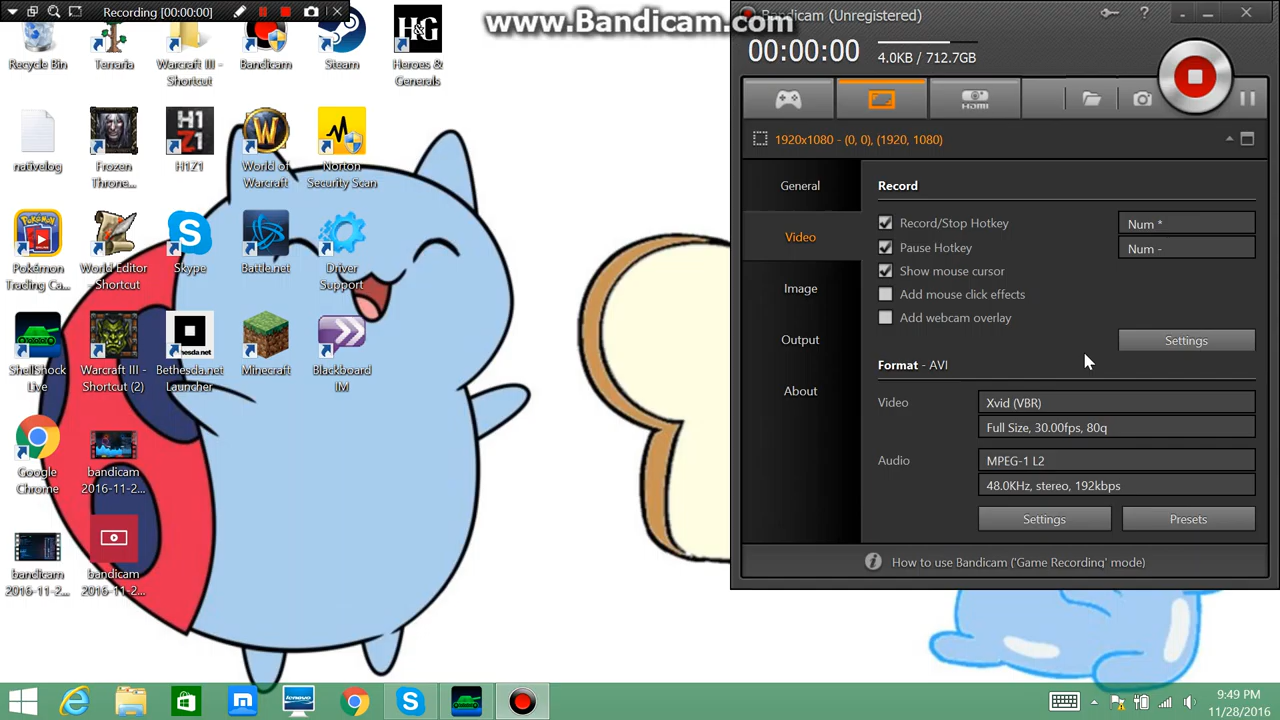 Recording [00:00:00]
www.Bandicam.com
Bandicam (Unregistered)
00:00:00
4.0KB / 712.7GB
HDMI
1920x1080 - (0, 0), (1920, 1080)
General
Video
Image
Output
About
Record
Record/Stop Hotkey
Num *
Pause Hotkey
Num -
Show mouse cursor
Add mouse click effects
Add webcam overlay
Settings
Format - AVI
Video
Xvid (VBR)
Full Size, 30.00fps, 80q
Audio
MPEG-1 L2
48.0KHz, stereo, 192kbps
Settings
Presets
How to use Bandicam ('Game Recording' mode)
Recycle Bin
Terraria
Warcraft III -
Shortcut
Bandicam
Steam
H&G
Heroes &
Generals
nativelog
Frozen
Throne...
H1
Z1
H1Z1
World of
Warcraft
Norton
Security Scan
Pokémon
Trading Ca...
World Editor
- Shortcut
Skype
Battle.net
Driver
Support
ShellShock
Live
Warcraft III -
Shortcut (2)
Bethesda.net
Bethesda.net
Launcher
Minecraft
Blackboard
IM
Google
Chrome
bandicam
2016-11-2...
bandicam
2016-11-2...
bandicam
2016-11-2...
lenovo
9:49 PM
11/28/2016